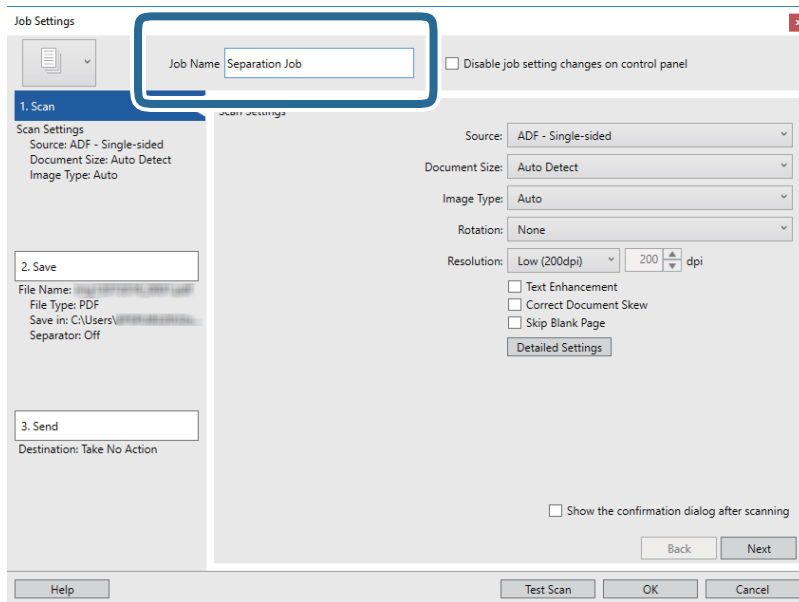 Job Settings
Job Name Separation Job
Disable job setting changes on control panel
1. Scan
Scan Settings
Source: ADF - Single-sided
Document Size: Auto Detect
Image Type: Auto
2. Save
File Name:
File Type: PDF
Save in: C:\Users\
Separator: Off
3. Send
Destination: Take No Action
Scan Settings
Source: ADF - Single-sided
Document Size: Auto Detect
Image Type: Auto
Rotation: None
Resolution: Low (200dpi) 200 dpi
Text Enhancement
Correct Document Skew
Skip Blank Page
Detailed Settings
Show the confirmation dialog after scanning
Back Next
Help Test Scan OK Cancel